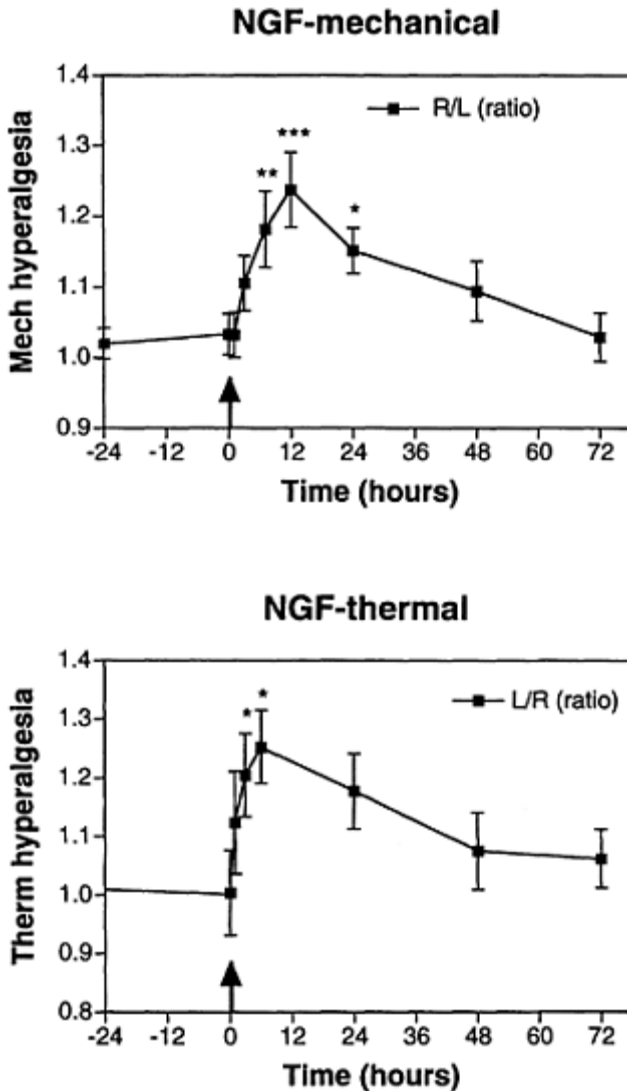 NGF-mechanical
1.4
R/L (ratio)
***
1.3
**
*
1.2
1.1
1.0
0.9
Mech hyperalgesia
-24 -12 0 12 24 36 48 60 72
Time (hours)
NGF-thermal
1.4
L/R (ratio)
*
1.3
*
1.2
1.1
1.0
0.9
0.8
Therm hyperalgesia
-24 -12 0 12 24 36 48 60 72
Time (hours)